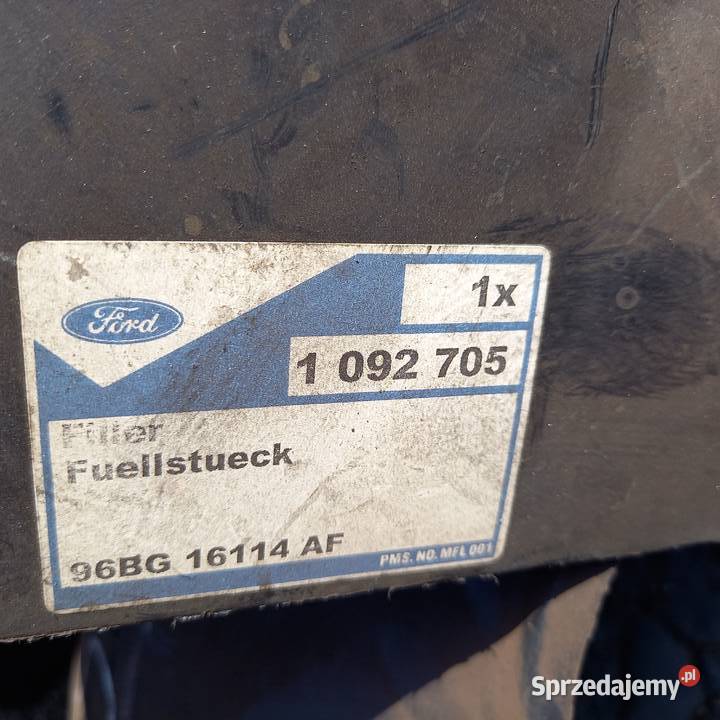 Ford
1x
1 092 705
Filler
Fuellstueck
96BG 16114 AF
PMS. NO. MFL 001
Sprzedajemy.pl